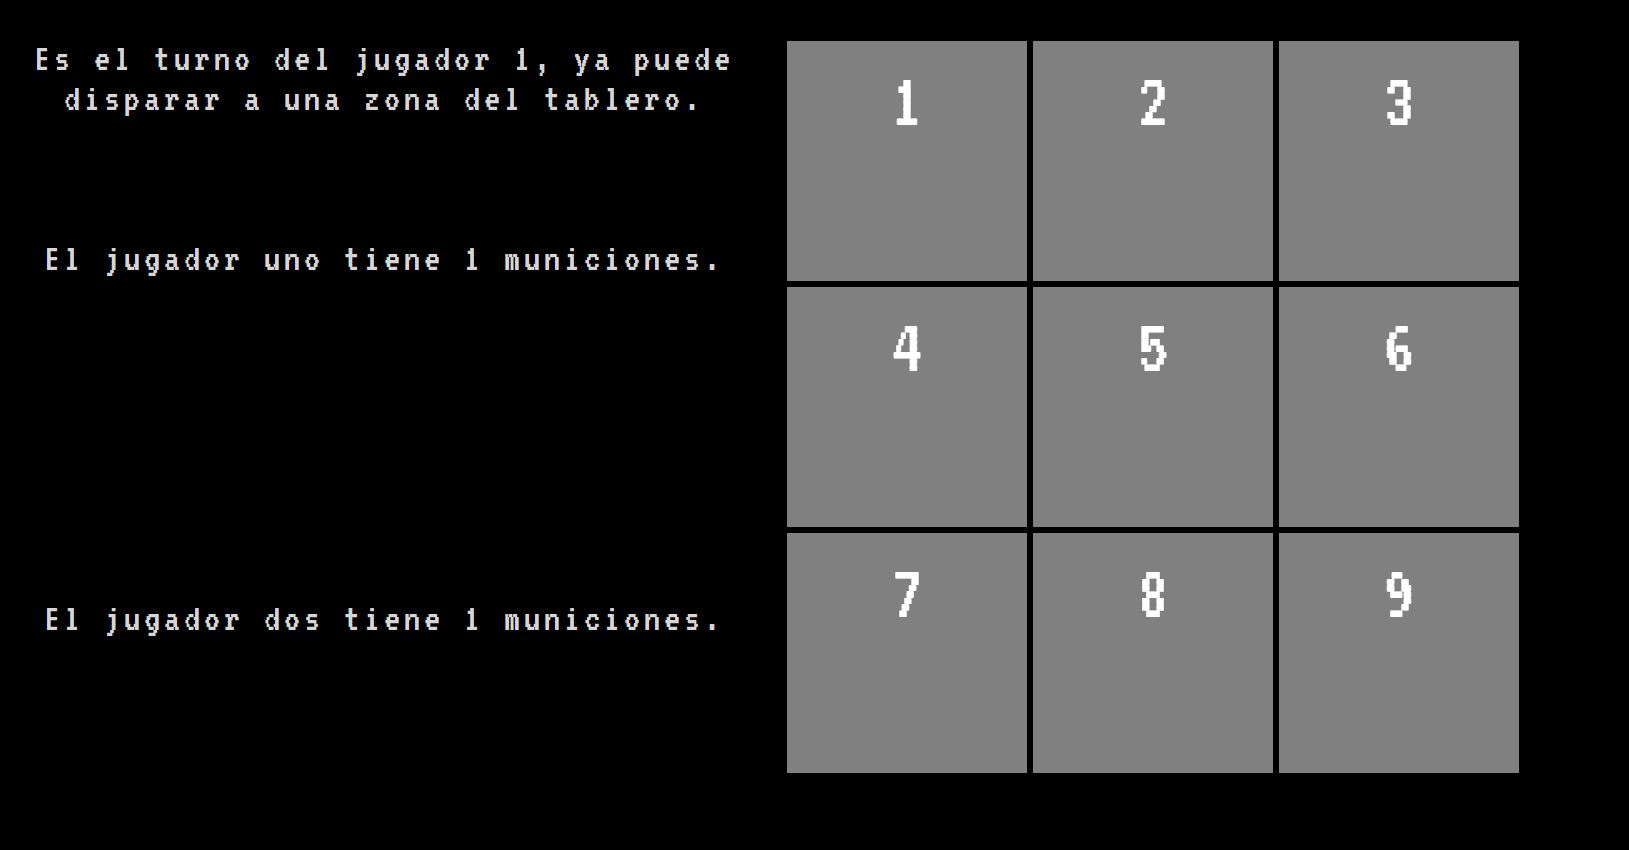 Es el turno del jugador 1, ya puede
disparar a una zona del tablero.
El jugador uno tiene 1 municiones.
El jugador dos tiene 1 municiones.
1 2 3
4 5 6
7 8 9